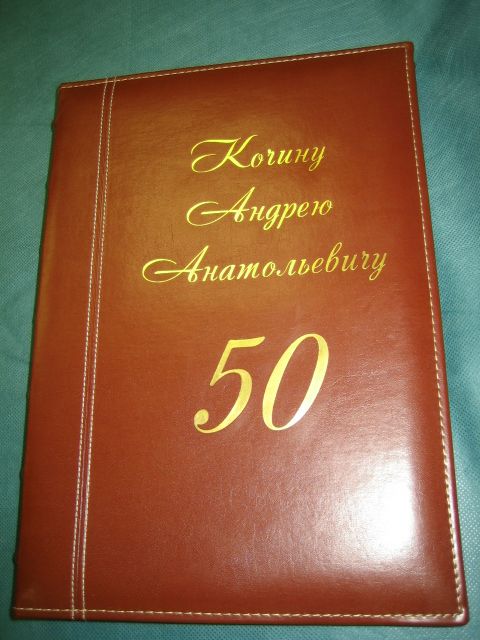 Кочину
Андрею
Анатольевичу
50